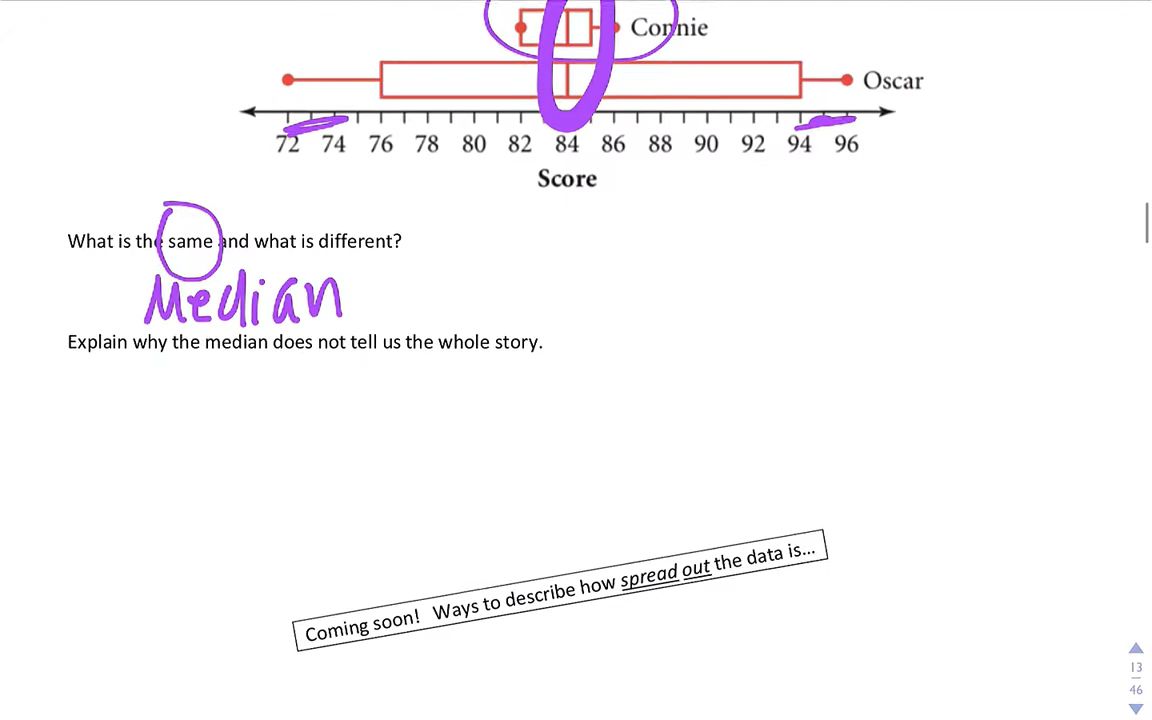 Connie
Oscar
72 74 76 78 80 82 84 86 88 90 92 94 96
Score
What is the same and what is different?
Median
Explain why the median does not tell us the whole story.
Coming soon! Ways to describe how spread out the data is...
13
46